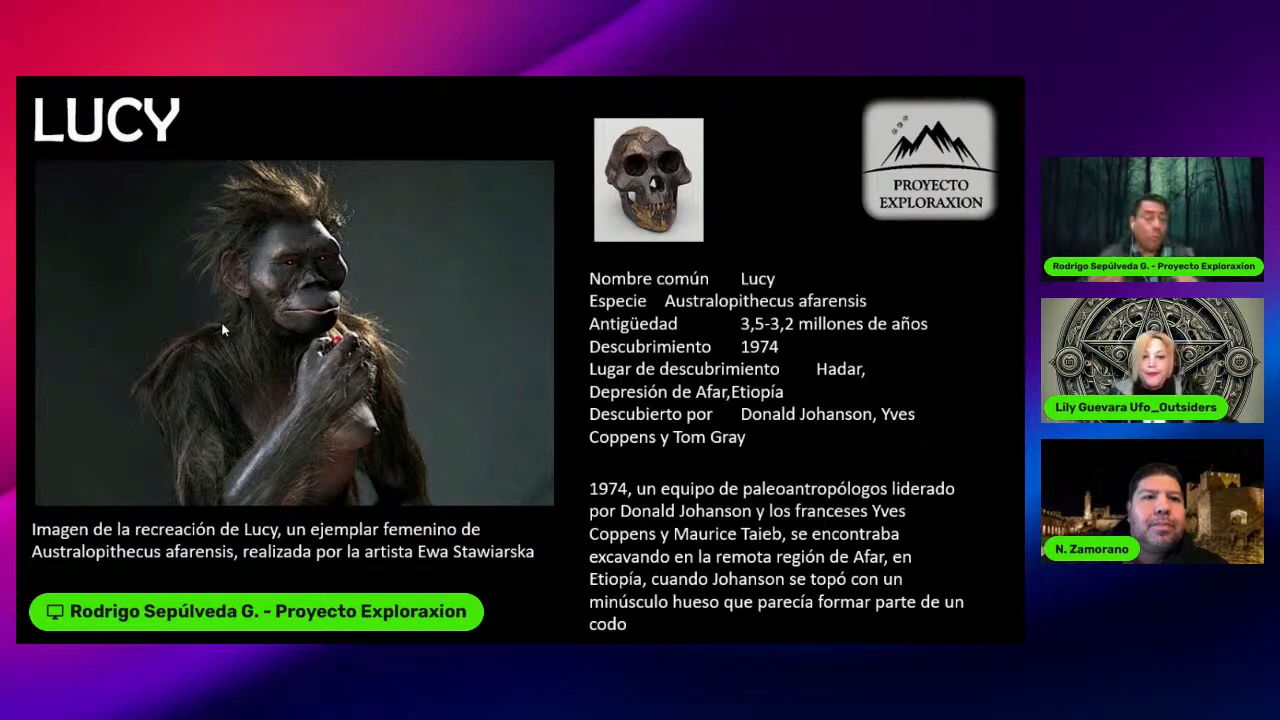 LUCY
PROYECTO
EXPLORAXION
Nombre común Lucy
Especie Australopithecus afarensis
Antigüedad 3,5-3,2 millones de años
Descubrimiento 1974
Lugar de descubrimiento Hadar,
Depresión de Afar,Etiopía
Descubierto por Donald Johanson, Yves
Coppens y Tom Gray
1974, un equipo de paleoantropólogos liderado
por Donald Johanson y los franceses Yves
Coppens y Maurice Taieb, se encontraba
excavando en la remota región de Afar, en
Etiopía, cuando Johanson se topó con un
minúsculo hueso que parecía formar parte de un
codo
Imagen de la recreación de Lucy, un ejemplar femenino de
Australopithecus afarensis, realizada por la artista Ewa Stawiarska
Rodrigo Sepúlveda G. - Proyecto Exploraxion
Rodrigo Sepúlveda G. - Proyecto Exploraxion
Lily Guevara Ufo_Outsiders
N. Zamorano